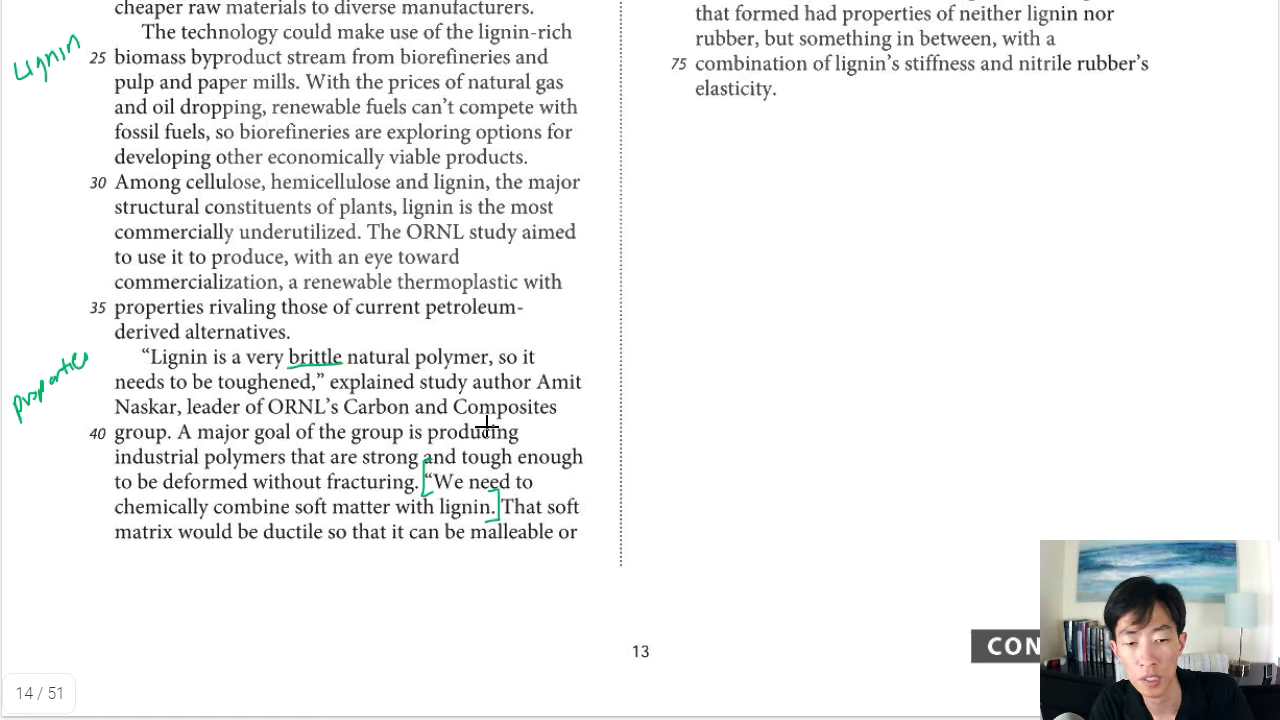 cheaper raw materials to diverse manufacturers.
The technology could make use of the lignin-rich
Lignin
25 biomass byproduct stream from biorefineries and
pulp and paper mills. With the prices of natural gas
and oil dropping, renewable fuels can’t compete with
fossil fuels, so biorefineries are exploring options for
developing other economically viable products.
30 Among cellulose, hemicellulose and lignin, the major
structural constituents of plants, lignin is the most
commercially underutilized. The ORNL study aimed
to use it to produce, with an eye toward
commercialization, a renewable thermoplastic with
35 properties rivaling those of current petroleum-
derived alternatives.
“Lignin is a very brittle natural polymer, so it
properties
needs to be toughened,” explained study author Amit
Naskar, leader of ORNL’s Carbon and Composites
40 group. A major goal of the group is producing
industrial polymers that are strong and tough enough
to be deformed without fracturing. [“We need to
chemically combine soft matter with lignin.] That soft
matrix would be ductile so that it can be malleable or
that formed had properties of neither lignin nor
rubber, but something in between, with a
75 combination of lignin’s stiffness and nitrile rubber’s
elasticity.
13
CON
14 / 51